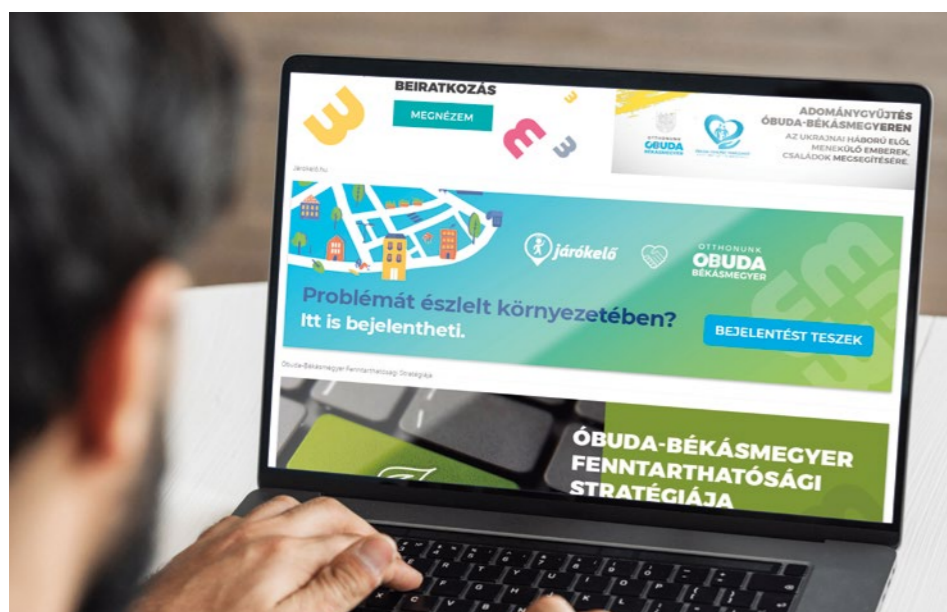 BEIRATKOZÁS
MEGNÉZEM
ADOMÁNYGYŰJTÉS
ÓBUDA-BÉKÁSMEGYEREN
AZ UKRAJNAI HÁBORÚ ELŐL
MENEKÜLŐ EMBEREK,
CSALÁDOK MEGSEGÍTÉSÉRE.
OTTHONUNK
ÓBUDA
BÉKÁSMEGYER
Járókelő.hu
járókelő
OTTHONUNK
ÓBUDA
BÉKÁSMEGYER
Problémát észlelt környezetében?
Itt is bejelentheti.
BEJELENTÉST TESZEK
Óbuda-Békásmegyer Fenntarthatósági Stratégiája
ÓBUDA-BÉKÁSMEGYER
FENNTARTHATÓSÁGI
STRATÉGIÁJA